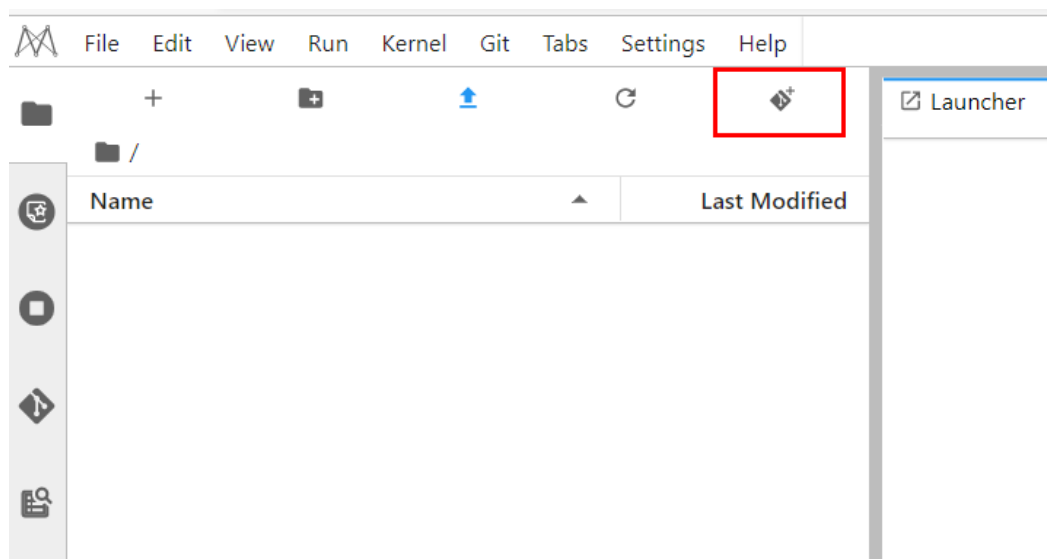 File Edit View Run Kernel Git Tabs Settings Help
Launcher
/
Name Last Modified